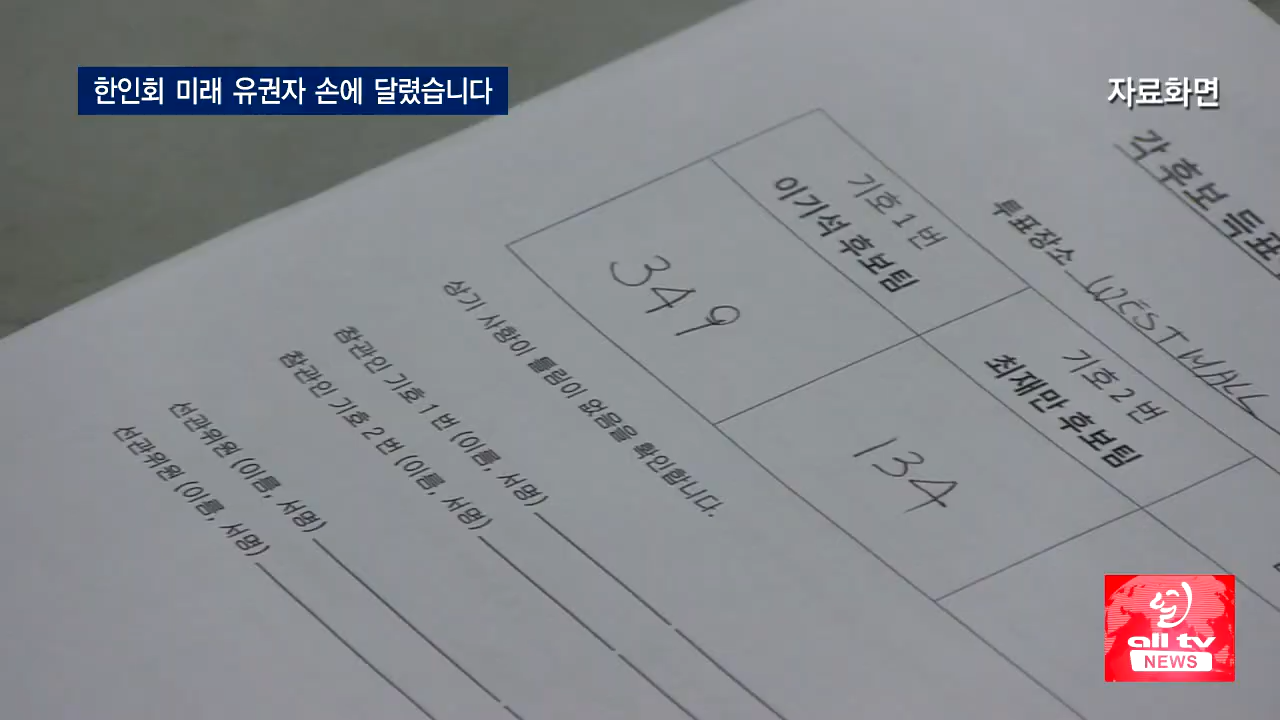 한인회 미래 유권자 손에 달렸습니다
자료화면
각 후보 득표
투표장소 WESTMALL
기호 1 번
이기석 후보팀
기호 2 번
최재만 후보팀
349
134
상기 사항이 틀림이 없음을 확인합니다.
참관인 기호 1 번 (이름, 서명)
참관인 기호 2 번 (이름, 서명)
선관위원 (이름, 서명)
선관위원 (이름, 서명)
all tv
NEWS